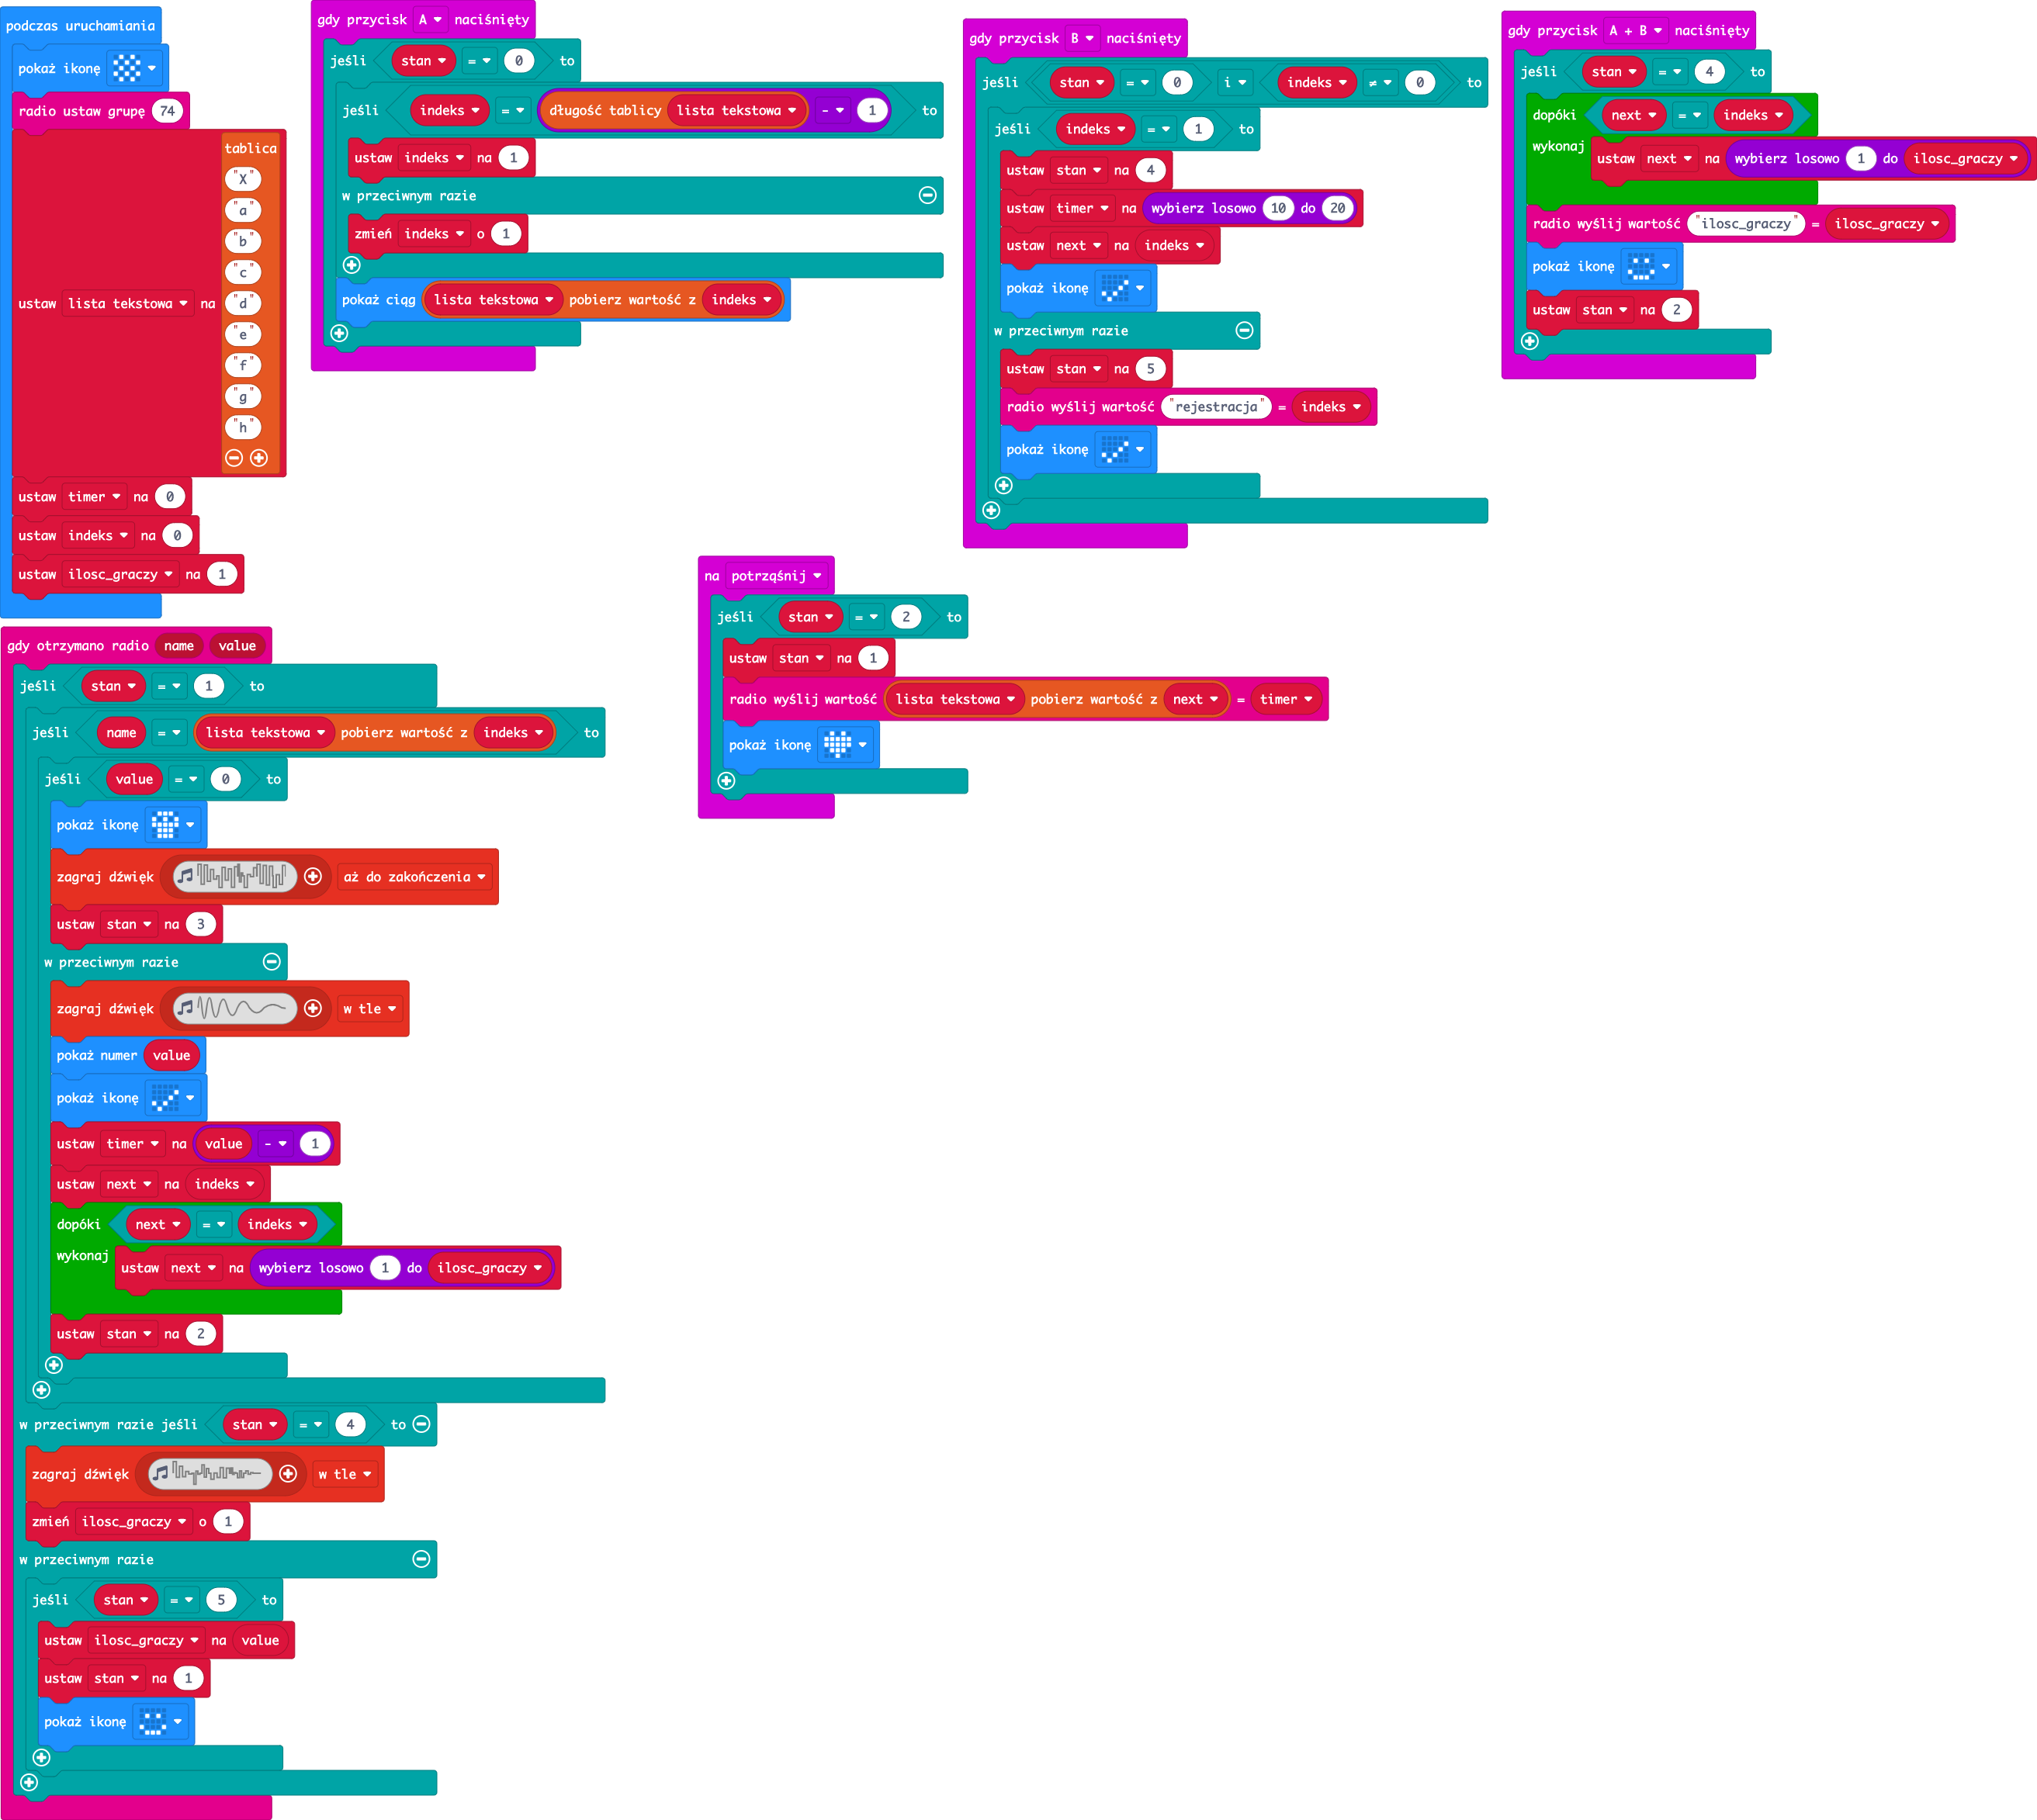 podczas uruchamiania
pokaż ikonę
radio ustaw grupę 74
ustaw lista tekstowa na
tablica
"X"
"a"
"b"
"c"
"d"
"e"
"f"
"g"
"h"
ustaw timer na 0
ustaw indeks na 0
ustaw ilosc_graczy na 1
gdy przycisk A naciśnięty
jeśli stan = 0 to
jeśli indeks = długość tablicy lista tekstowa - 1 to
ustaw indeks na 1
w przeciwnym razie
zmień indeks o 1
pokaż ciąg lista tekstowa pobierz wartość z indeks
gdy przycisk B naciśnięty
jeśli stan = 0 i indeks ≠ 0 to
jeśli indeks = 1 to
ustaw stan na 4
ustaw timer na wybierz losowo 10 do 20
ustaw next na indeks
pokaż ikonę
w przeciwnym razie
ustaw stan na 5
radio wyślij wartość "rejestracja" = indeks
pokaż ikonę
gdy przycisk A + B naciśnięty
jeśli stan = 4 to
dopóki next = indeks
wykonaj
ustaw next na wybierz losowo 1 do ilosc_graczy
radio wyślij wartość "ilosc_graczy" = ilosc_graczy
pokaż ikonę
ustaw stan na 2
na potrząśnij
jeśli stan = 2 to
ustaw stan na 1
radio wyślij wartość lista tekstowa pobierz wartość z next = timer
pokaż ikonę
gdy otrzymano radio name value
jeśli stan = 1 to
jeśli name = lista tekstowa pobierz wartość z indeks to
jeśli value = 0 to
pokaż ikonę
zagraj dźwięk aż do zakończenia
ustaw stan na 3
w przeciwnym razie
zagraj dźwięk w tle
pokaż numer value
pokaż ikonę
ustaw timer na value - 1
ustaw next na indeks
dopóki next = indeks
wykonaj
ustaw next na wybierz losowo 1 do ilosc_graczy
ustaw stan na 2
w przeciwnym razie jeśli stan = 4 to
zagraj dźwięk w tle
zmień ilosc_graczy o 1
w przeciwnym razie
jeśli stan = 5 to
ustaw ilosc_graczy na value
ustaw stan na 1
pokaż ikonę